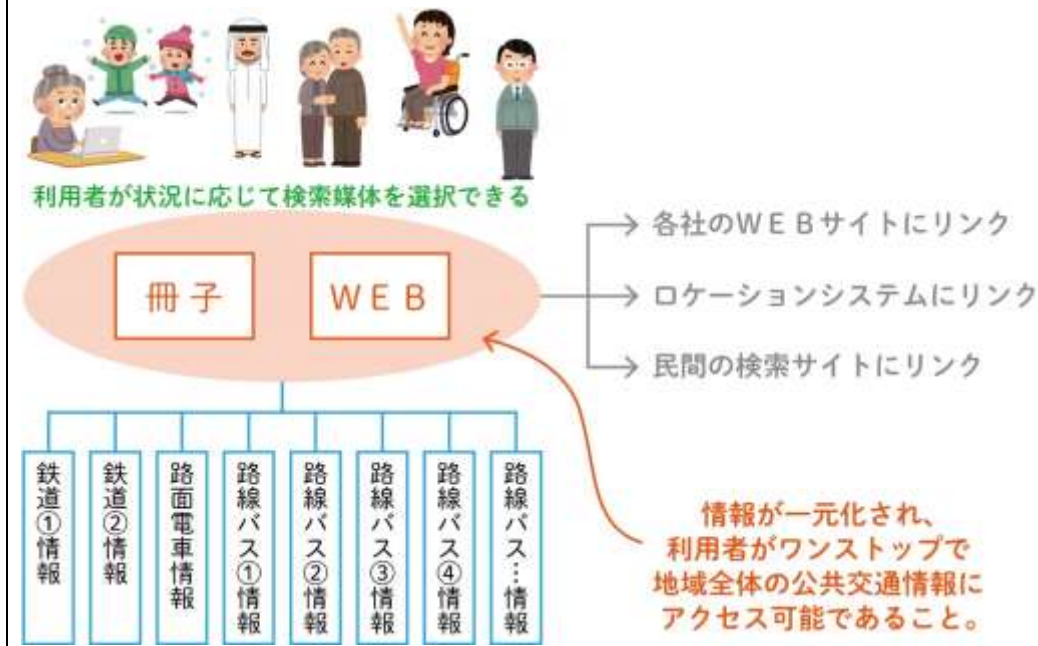 利用者が状況に応じて検索媒体を選択できる
冊子
ＷＥＢ
各社のＷＥＢサイトにリンク
ロケーションシステムにリンク
民間の検索サイトにリンク
鉄道①情報
鉄道②情報
路面電車情報
路線バス①情報
路線バス②情報
路線バス③情報
路線バス④情報
路線バス…情報
情報が一元化され、
利用者がワンストップで
地域全体の公共交通情報に
アクセス可能であること。